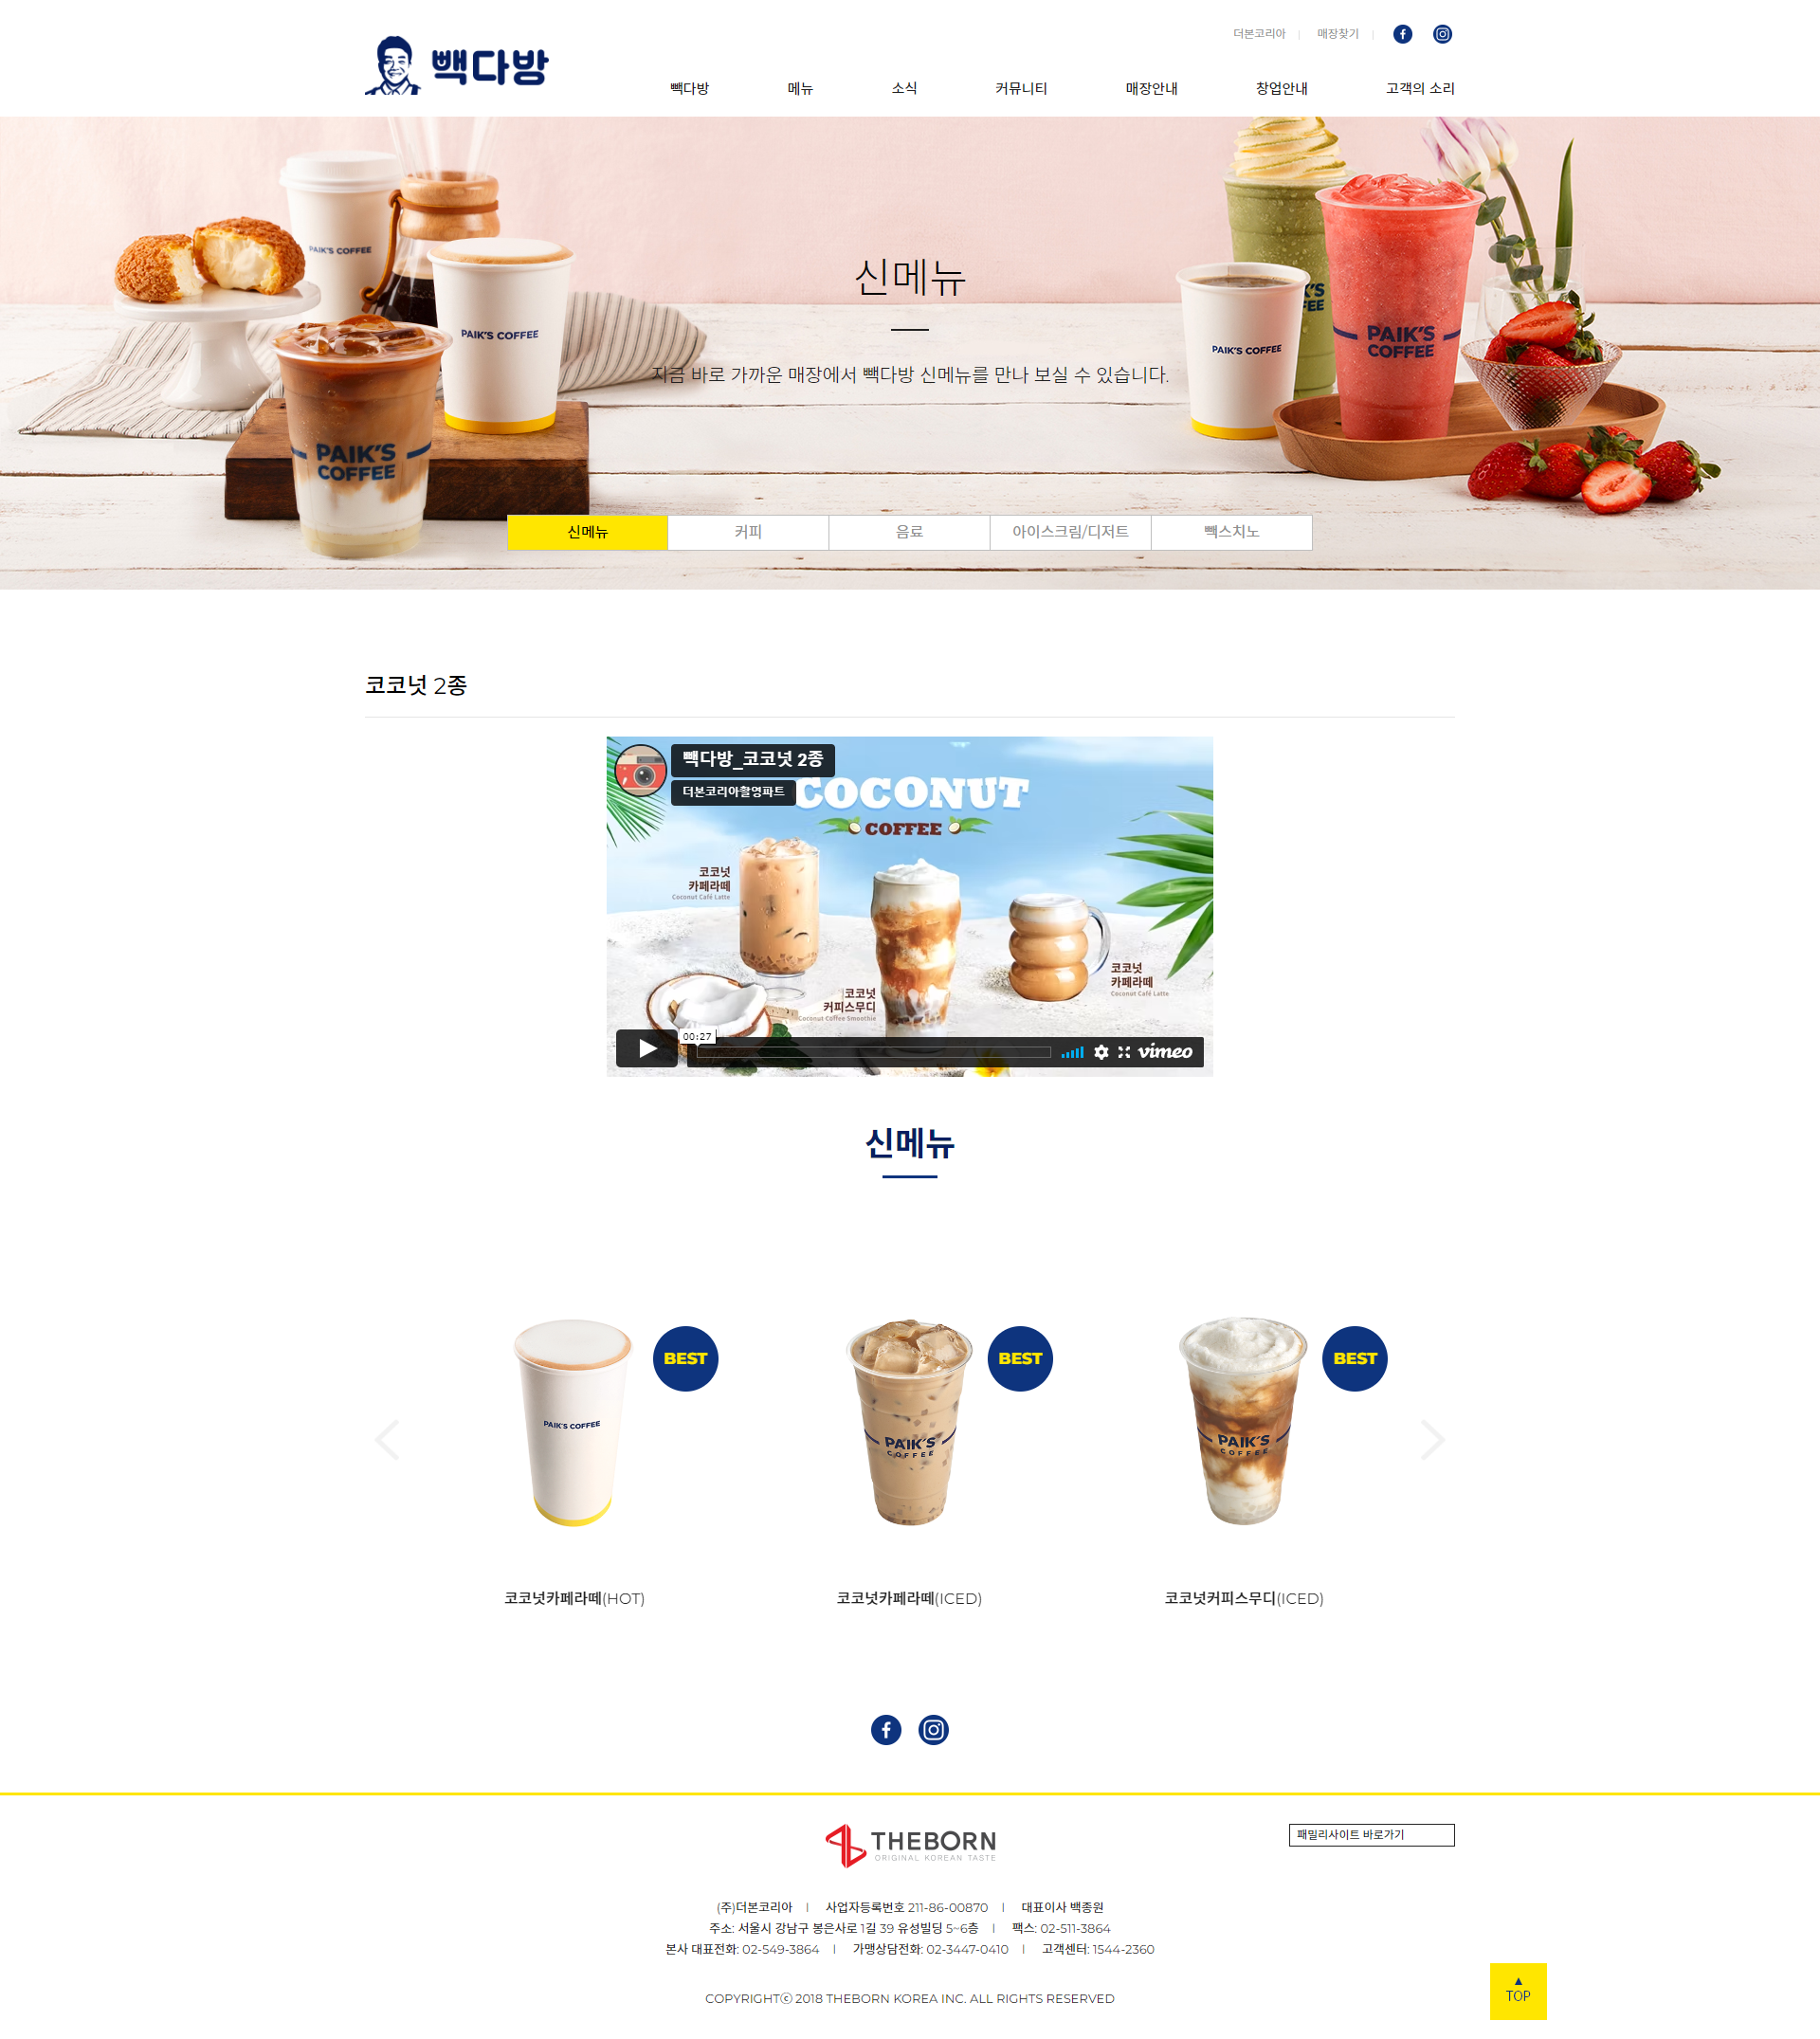 더본코리아 | 매장찾기 |
빽다방
빽다방 메뉴 소식 커뮤니티 매장안내 창업안내 고객의 소리
PAIK'S COFFEE
PAIK'S COFFEE
PAIK'S
COFFEE
신메뉴
지금 바로 가까운 매장에서 빽다방 신메뉴를 만나 보실 수 있습니다.
PAIK'S COFFEE
K'S
FEE
PAIK'S
COFFEE
신메뉴 커피 음료 아이스크림/디저트 빽스치노
코코넛 2종
빽다방_코코넛 2종
더본코리아촬영파트
COCONUT
COFFEE
코코넛
카페라떼
Coconut Café Latte
코코넛
커피스무디
Coconut Coffee Smoothie
코코넛
카페라떼
Coconut Café Latte
00:27
vimeo
신메뉴
BEST
BEST
BEST
PAIK'S COFFEE
PAIK'S
COFFEE
PAIK'S
COFFEE
코코넛카페라떼(HOT)
코코넛카페라떼(ICED)
코코넛커피스무디(ICED)
THEBORN
ORIGINAL KOREAN TASTE
패밀리사이트 바로가기
(주)더본코리아 | 사업자등록번호 211-86-00870 | 대표이사 백종원
주소: 서울시 강남구 봉은사로 1길 39 유성빌딩 5~6층 | 팩스: 02-511-3864
본사 대표전화: 02-549-3864 | 가맹상담전화: 02-3447-0410 | 고객센터: 1544-2360
COPYRIGHTⓒ 2018 THEBORN KOREA INC. ALL RIGHTS RESERVED
▲
TOP